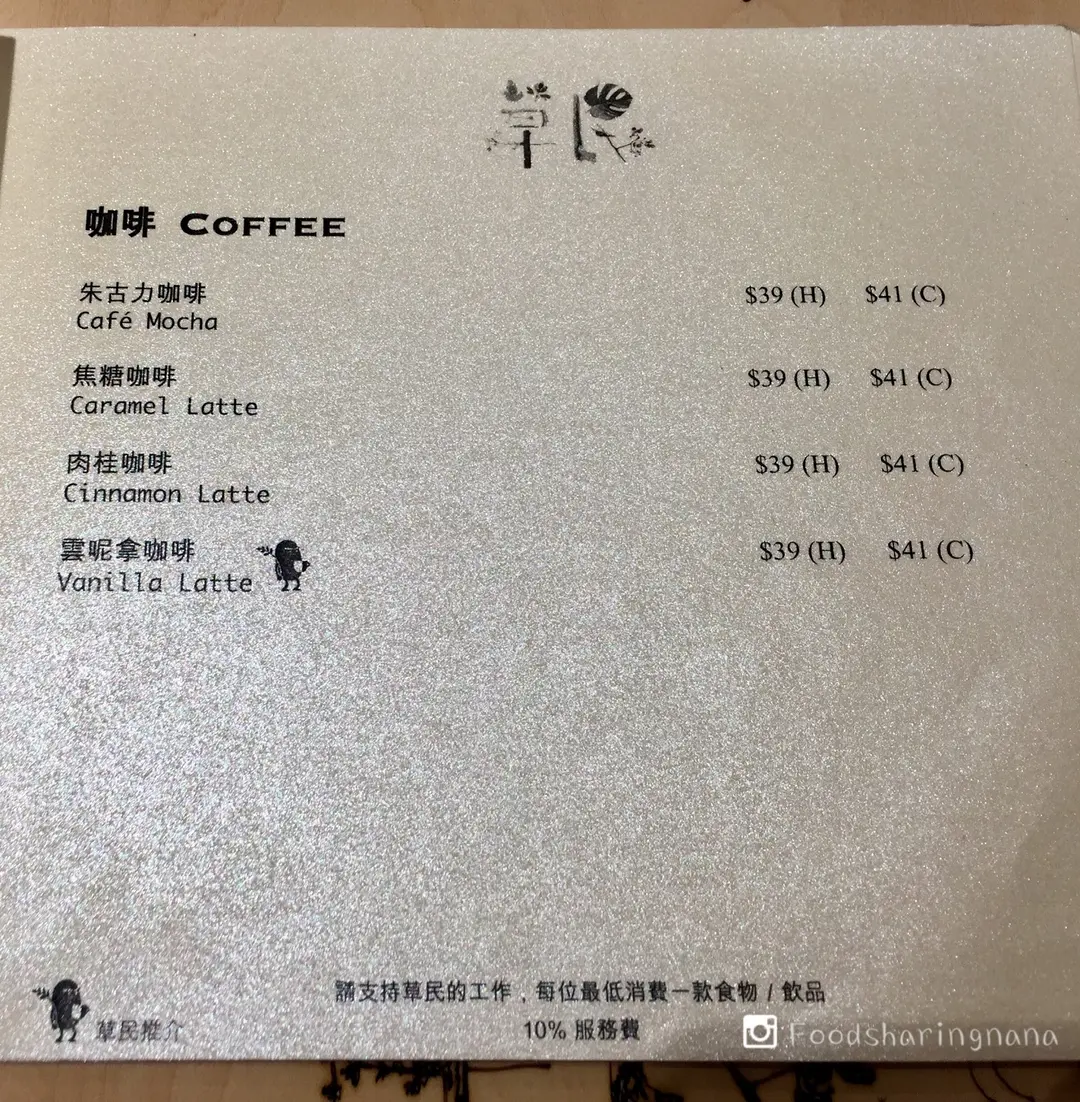 草民
咖啡 COFFEE
朱古力咖啡 $39 (H) $41 (C)
Café Mocha
焦糖咖啡 $39 (H) $41 (C)
Caramel Latte
肉桂咖啡 $39 (H) $41 (C)
Cinnamon Latte
雲呢拿咖啡 $39 (H) $41 (C)
Vanilla Latte
請支持草民的工作，每位最低消費一款食物 / 飲品
草民推介 10% 服務費
Foodsharingnana